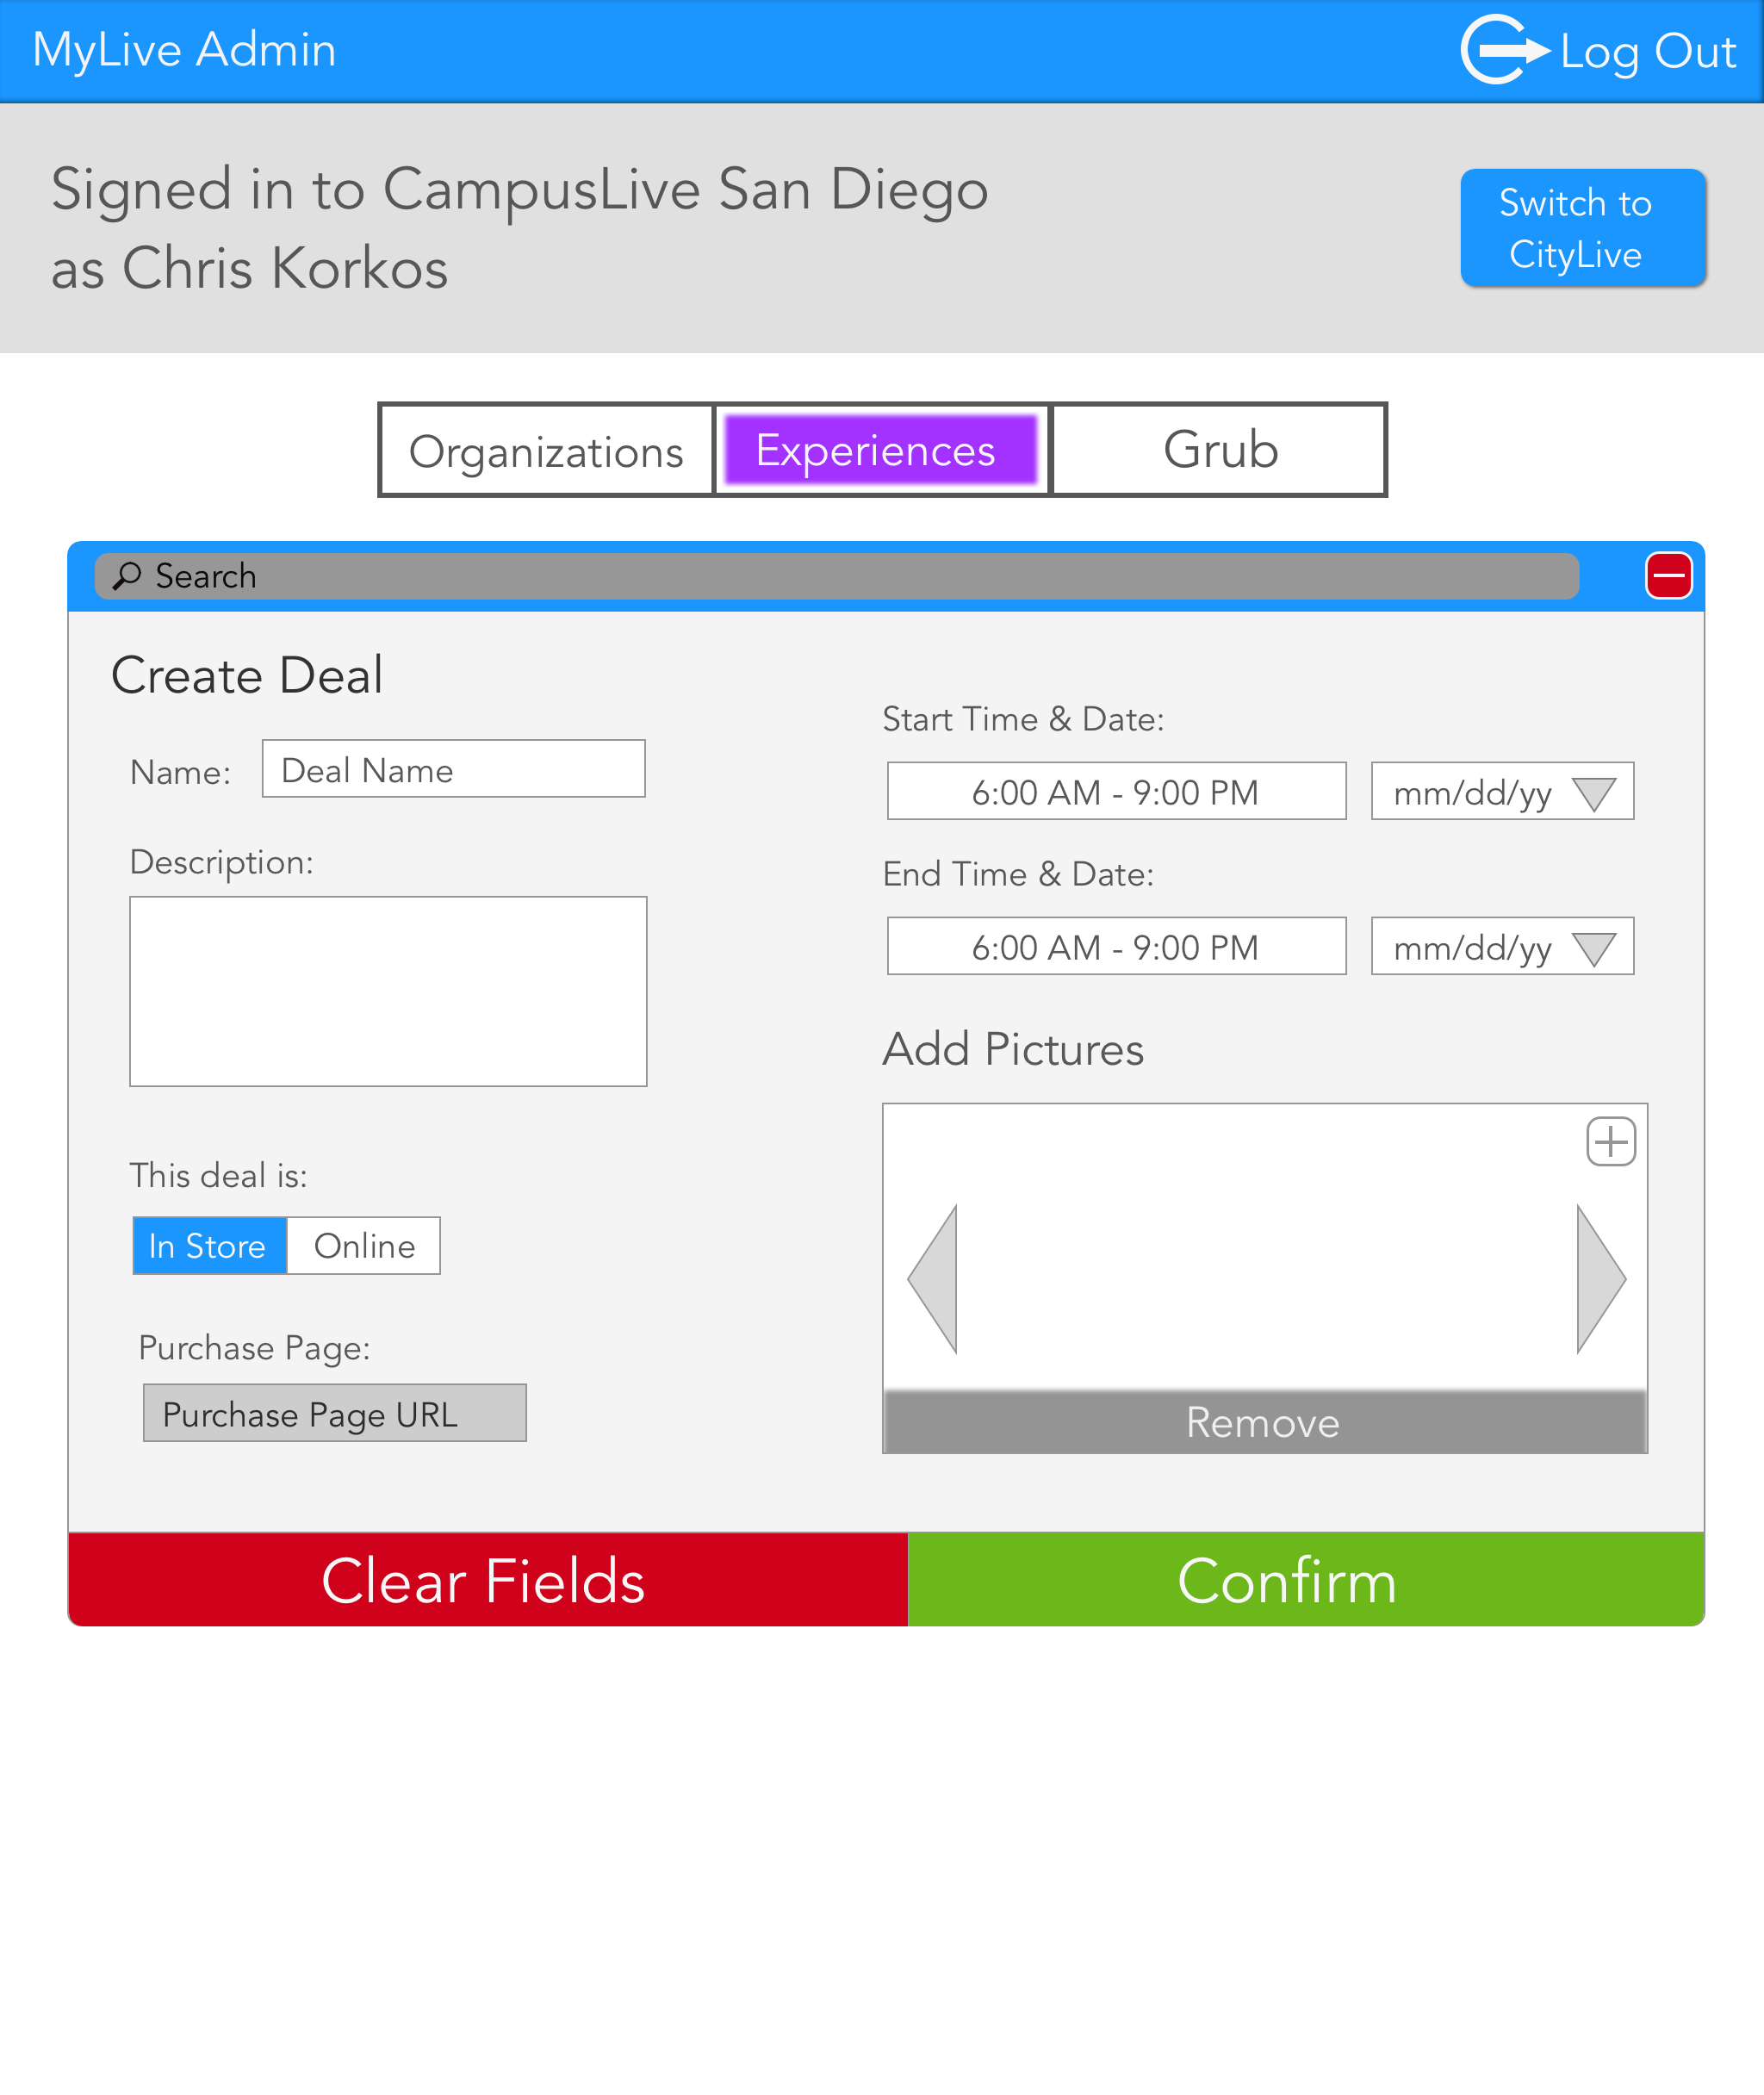 MyLive Admin
Log Out
Signed in to CampusLive San Diego
as Chris Korkos
Switch to
CityLive
Organizations
Experiences
Grub
Search
Create Deal
Name:
Deal Name
Description:
This deal is:
In Store
Online
Purchase Page:
Purchase Page URL
Start Time & Date:
6:00 AM - 9:00 PM
mm/dd/yy
End Time & Date:
6:00 AM - 9:00 PM
mm/dd/yy
Add Pictures
Remove
Clear Fields
Confirm